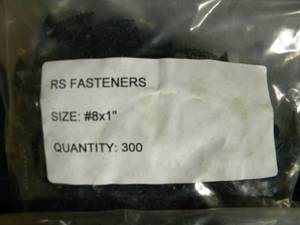 RS FASTENERS
SIZE: #8x1"
QUANTITY: 300